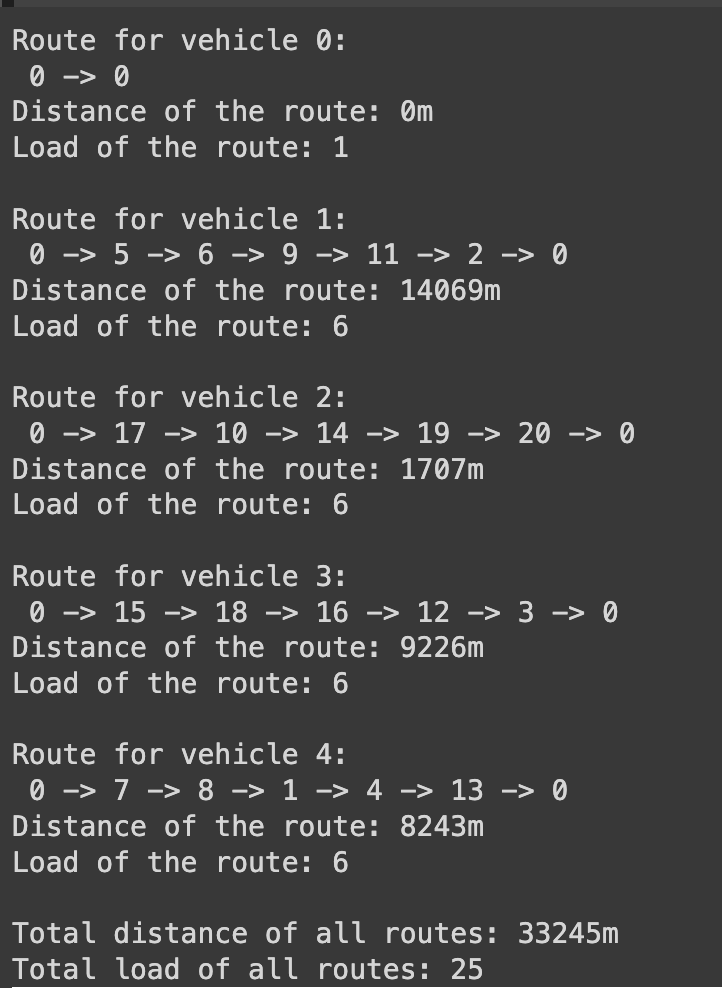 Route for vehicle 0:
 0 -> 0
Distance of the route: 0m
Load of the route: 1

Route for vehicle 1:
 0 -> 5 -> 6 -> 9 -> 11 -> 2 -> 0
Distance of the route: 14069m
Load of the route: 6

Route for vehicle 2:
 0 -> 17 -> 10 -> 14 -> 19 -> 20 -> 0
Distance of the route: 1707m
Load of the route: 6

Route for vehicle 3:
 0 -> 15 -> 18 -> 16 -> 12 -> 3 -> 0
Distance of the route: 9226m
Load of the route: 6

Route for vehicle 4:
 0 -> 7 -> 8 -> 1 -> 4 -> 13 -> 0
Distance of the route: 8243m
Load of the route: 6

Total distance of all routes: 33245m
Total load of all routes: 25